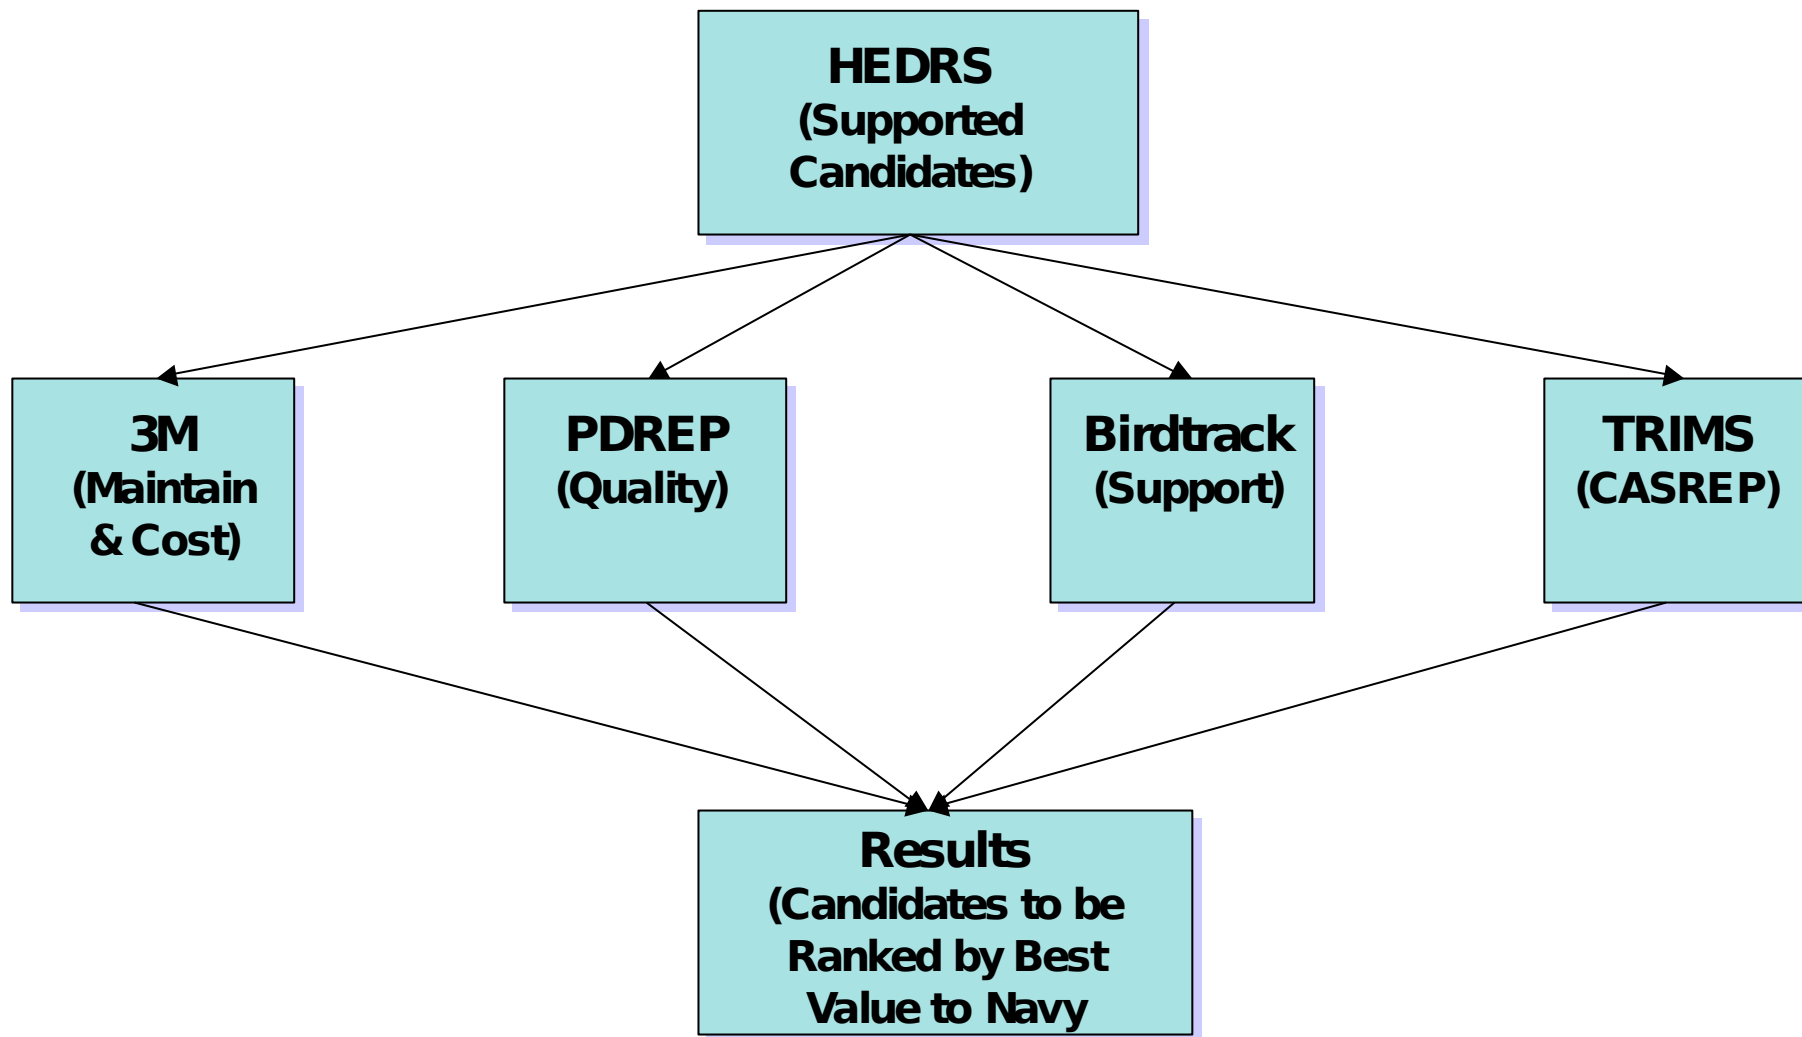 HEDRS
(Supported
Candidates)
3M
(Maintain
& Cost)
PDREP
(Quality)
Birdtrack
(Support)
TRIMS
(CASREP)
Results
(Candidates to be
Ranked by Best
Value to Navy